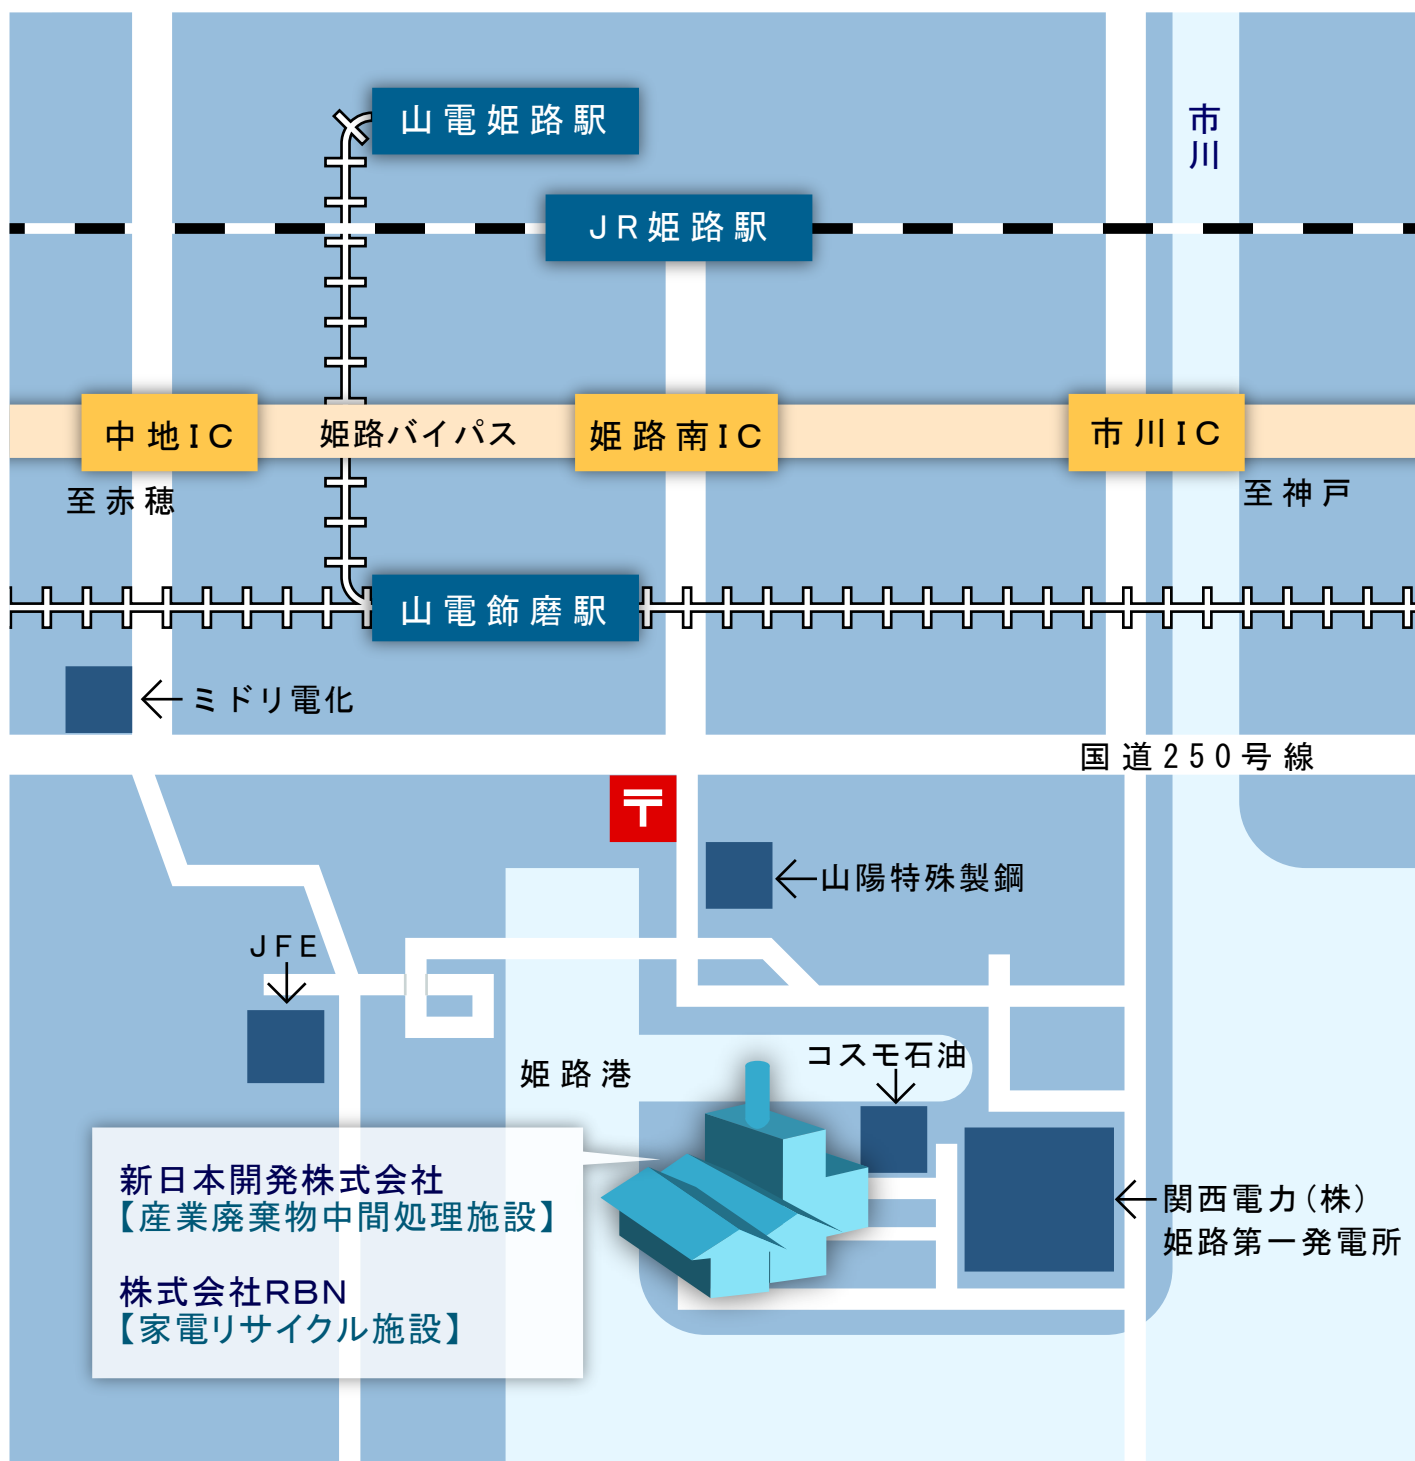 山電姫路駅
市川
JR姫路駅
中地IC
姫路バイパス
姫路南IC
市川IC
至赤穂
至神戸
山電飾磨駅
ミドリ電化
国道250号線
〒
山陽特殊製鋼
JFE
姫路港
コスモ石油
新日本開発株式会社
【産業廃棄物中間処理施設】
株式会社RBN
【家電リサイクル施設】
関西電力(株)
姫路第一発電所